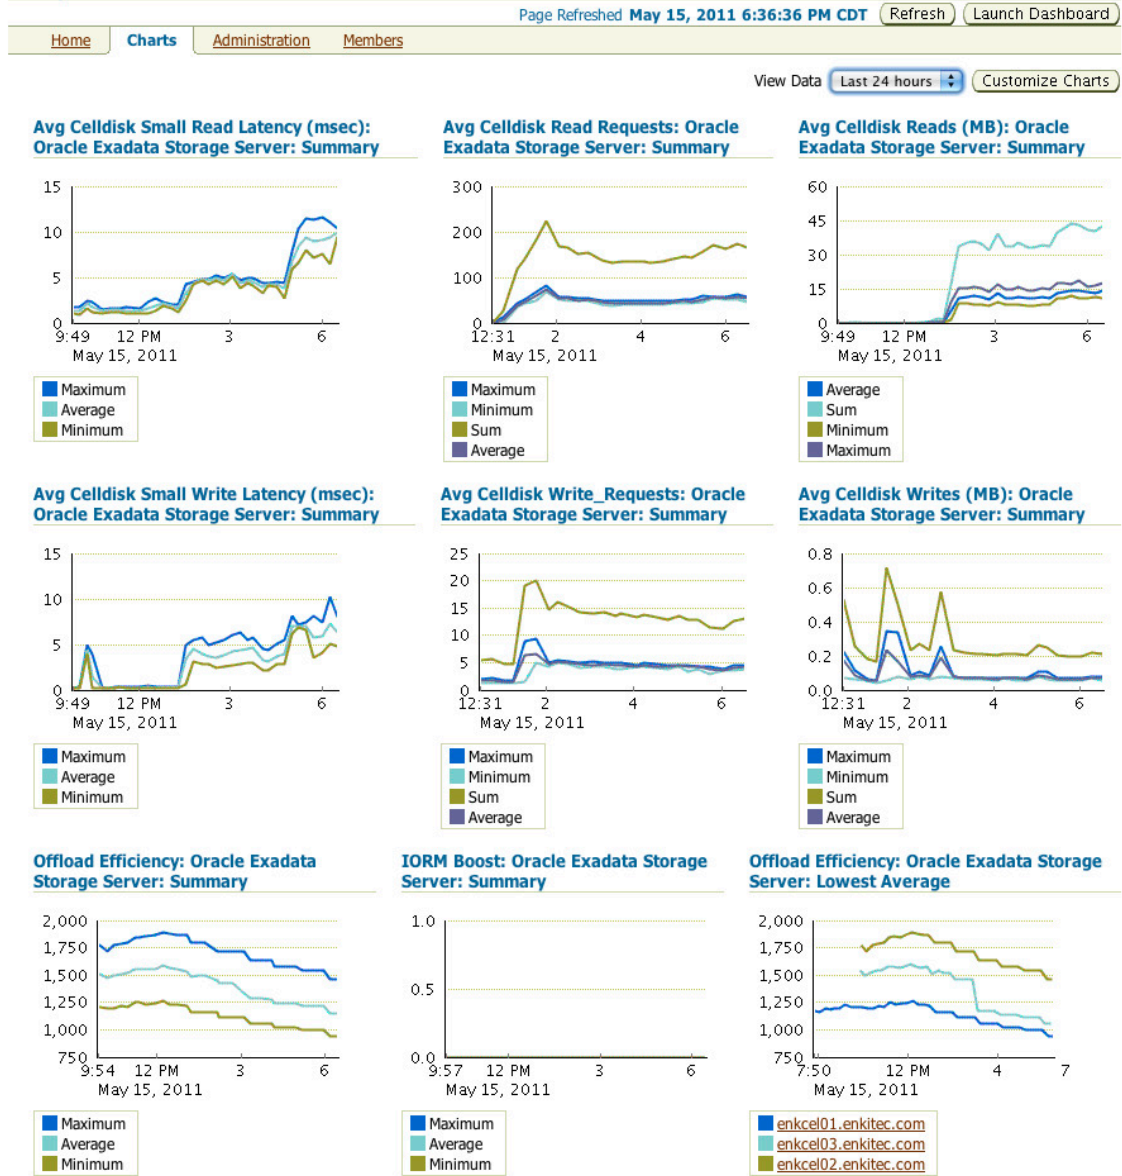 Page Refreshed May 15, 2011 6:36:36 PM CDT Refresh Launch Dashboard
Home Charts Administration Members
View Data Last 24 hours Customize Charts
Avg Celldisk Small Read Latency (msec):
Oracle Exadata Storage Server: Summary
15
10
5
0
9:49 12 PM 3 6
May 15, 2011
Maximum
Average
Minimum
Avg Celldisk Read Requests: Oracle
Exadata Storage Server: Summary
300
200
100
0
12:31 2 4 6
May 15, 2011
Maximum
Minimum
Sum
Average
Avg Celldisk Reads (MB): Oracle
Exadata Storage Server: Summary
60
45
30
15
0
9:49 12 PM 3 6
May 15, 2011
Average
Sum
Minimum
Maximum
Avg Celldisk Small Write Latency (msec):
Oracle Exadata Storage Server: Summary
15
10
5
0
9:49 12 PM 3 6
May 15, 2011
Maximum
Average
Minimum
Avg Celldisk Write_Requests: Oracle
Exadata Storage Server: Summary
25
20
15
10
5
0
12:31 2 4 6
May 15, 2011
Maximum
Minimum
Sum
Average
Avg Celldisk Writes (MB): Oracle
Exadata Storage Server: Summary
0.8
0.6
0.4
0.2
0.0
12:31 2 4 6
May 15, 2011
Maximum
Minimum
Sum
Average
Offload Efficiency: Oracle Exadata
Storage Server: Summary
2,000
1,750
1,500
1,250
1,000
750
9:54 12 PM 3 6
May 15, 2011
Maximum
Average
Minimum
IORM Boost: Oracle Exadata Storage
Server: Summary
1.0
0.5
0.0
9:57 12 PM 3 6
May 15, 2011
Maximum
Average
Minimum
Offload Efficiency: Oracle Exadata Storage
Server: Lowest Average
2,000
1,750
1,500
1,250
1,000
750
7:50 12 PM 4 7
May 15, 2011
enkcel01.enkitec.com
enkcel03.enkitec.com
enkcel02.enkitec.com